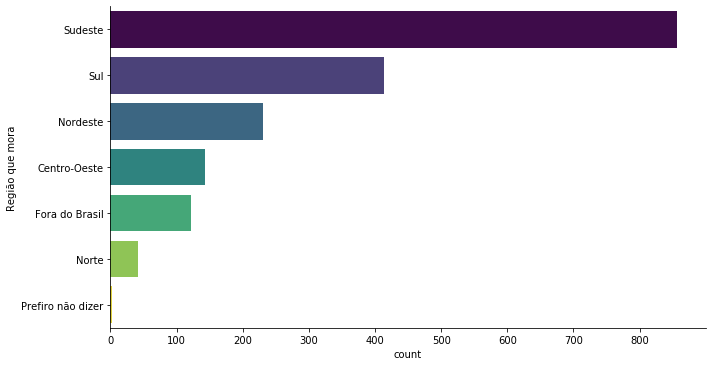 Sudeste
Sul
Nordeste
Centro-Oeste
Fora do Brasil
Norte
Prefiro não dizer
Região que mora
0 100 200 300 400 500 600 700 800
count